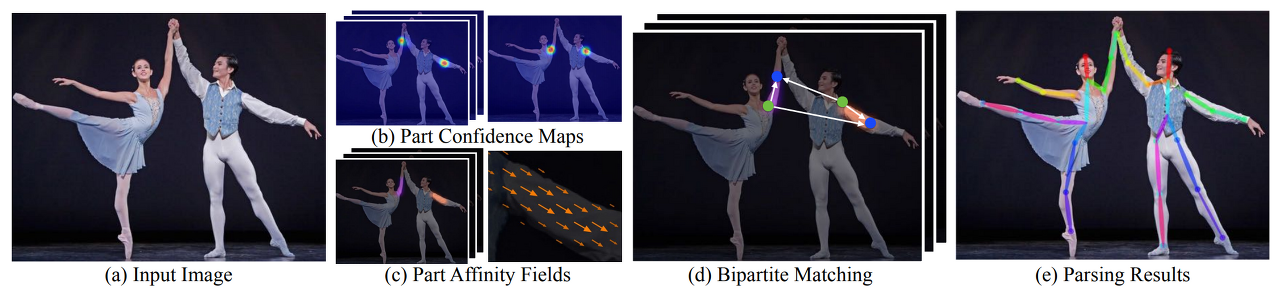 (a) Input Image
(b) Part Confidence Maps
(c) Part Affinity Fields
(d) Bipartite Matching
(e) Parsing Results